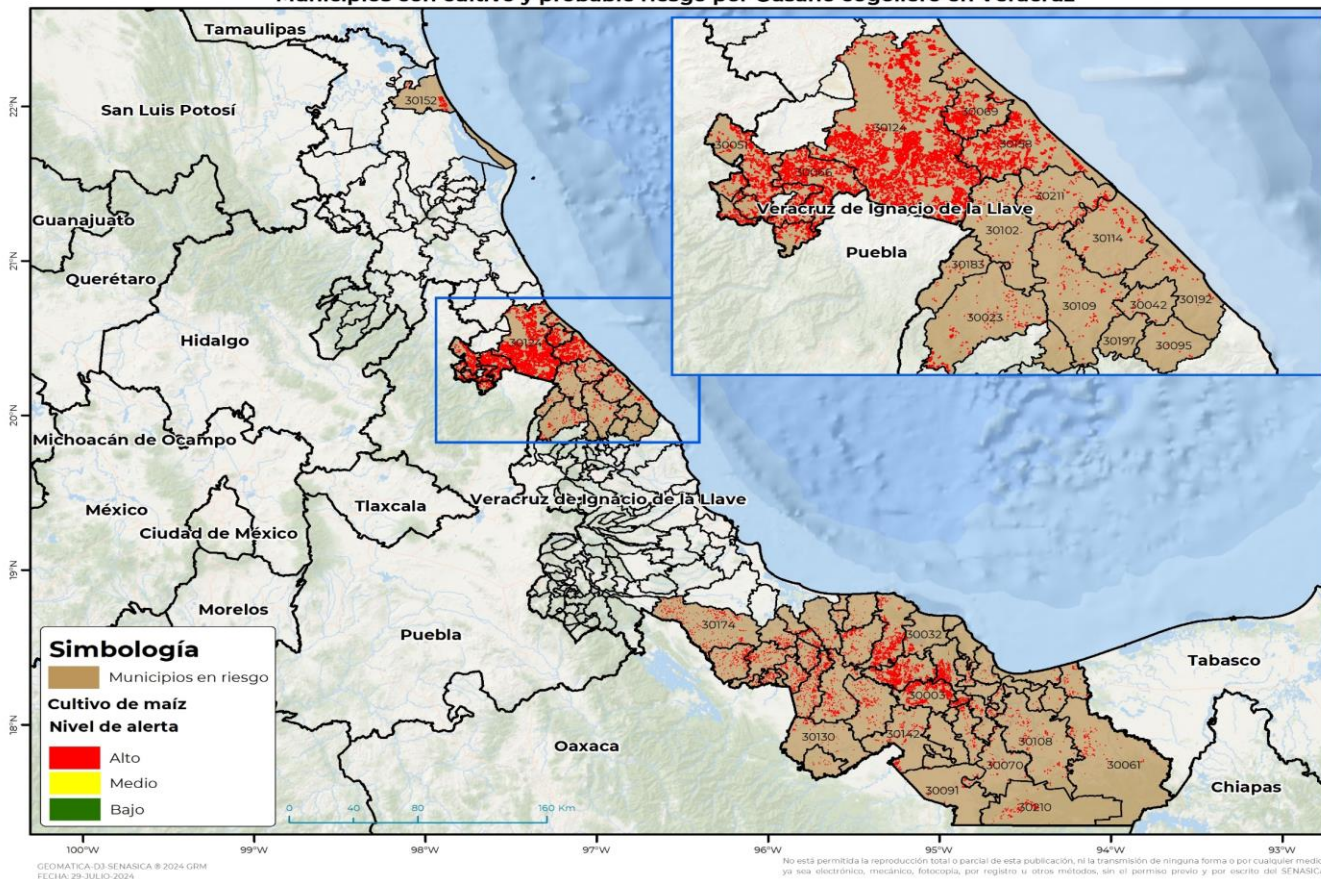 Municipios con cultivo y probable riesgo por Gusano cogollero en Veracruz
Tamaulipas
San Luis Potosí
Guanajuato
Querétaro
Hidalgo
Michoacán de Ocampo
México
Tlaxcala
Ciudad de México
Morelos
Puebla
Veracruz de Ignacio de la Llave
Oaxaca
Tabasco
Chiapas
30152
30174
30032
30003
30130
30142
30108
30070
30061
30091
30210
30124
30069
30158
30051
30066
30211
Veracruz de Ignacio de la Llave
30102
Puebla
30114
30183
30109
30042
30192
30023
30197
30095
Simbología
Municipios en riesgo
Cultivo de maíz
Nivel de alerta
Alto
Medio
Bajo
0 40 80 160 Km
22°N
21°N
20°N
19°N
18°N
100°W
99°W
98°W
97°W
96°W
95°W
94°W
93°W
GEOMATICA-DJ-SENASICA ® 2024 GRM
FECHA: 29-JULIO-2024
No está permitida la reproducción total o parcial de esta publicación, ni la transmisión de ninguna forma o por cualquier medio,
ya sea electrónico, mecánico, fotocopia, por registro u otros métodos, sin el permiso previo y por escrito del SENASICA